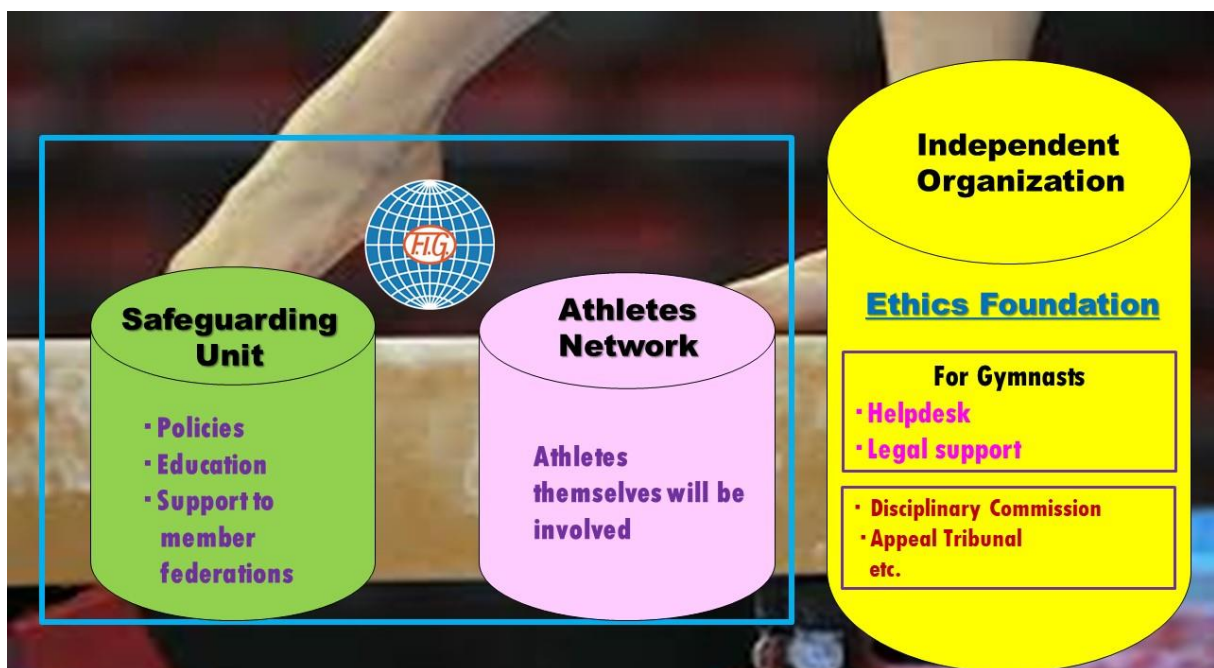 F.I.G.
Safeguarding
Unit
· Policies
· Education
· Support to
member
federations
Athletes
Network
Athletes
themselves will be
involved
Independent
Organization
Ethics Foundation
For Gymnasts
· Helpdesk
· Legal support
· Disciplinary Commission
· Appeal Tribunal
etc.